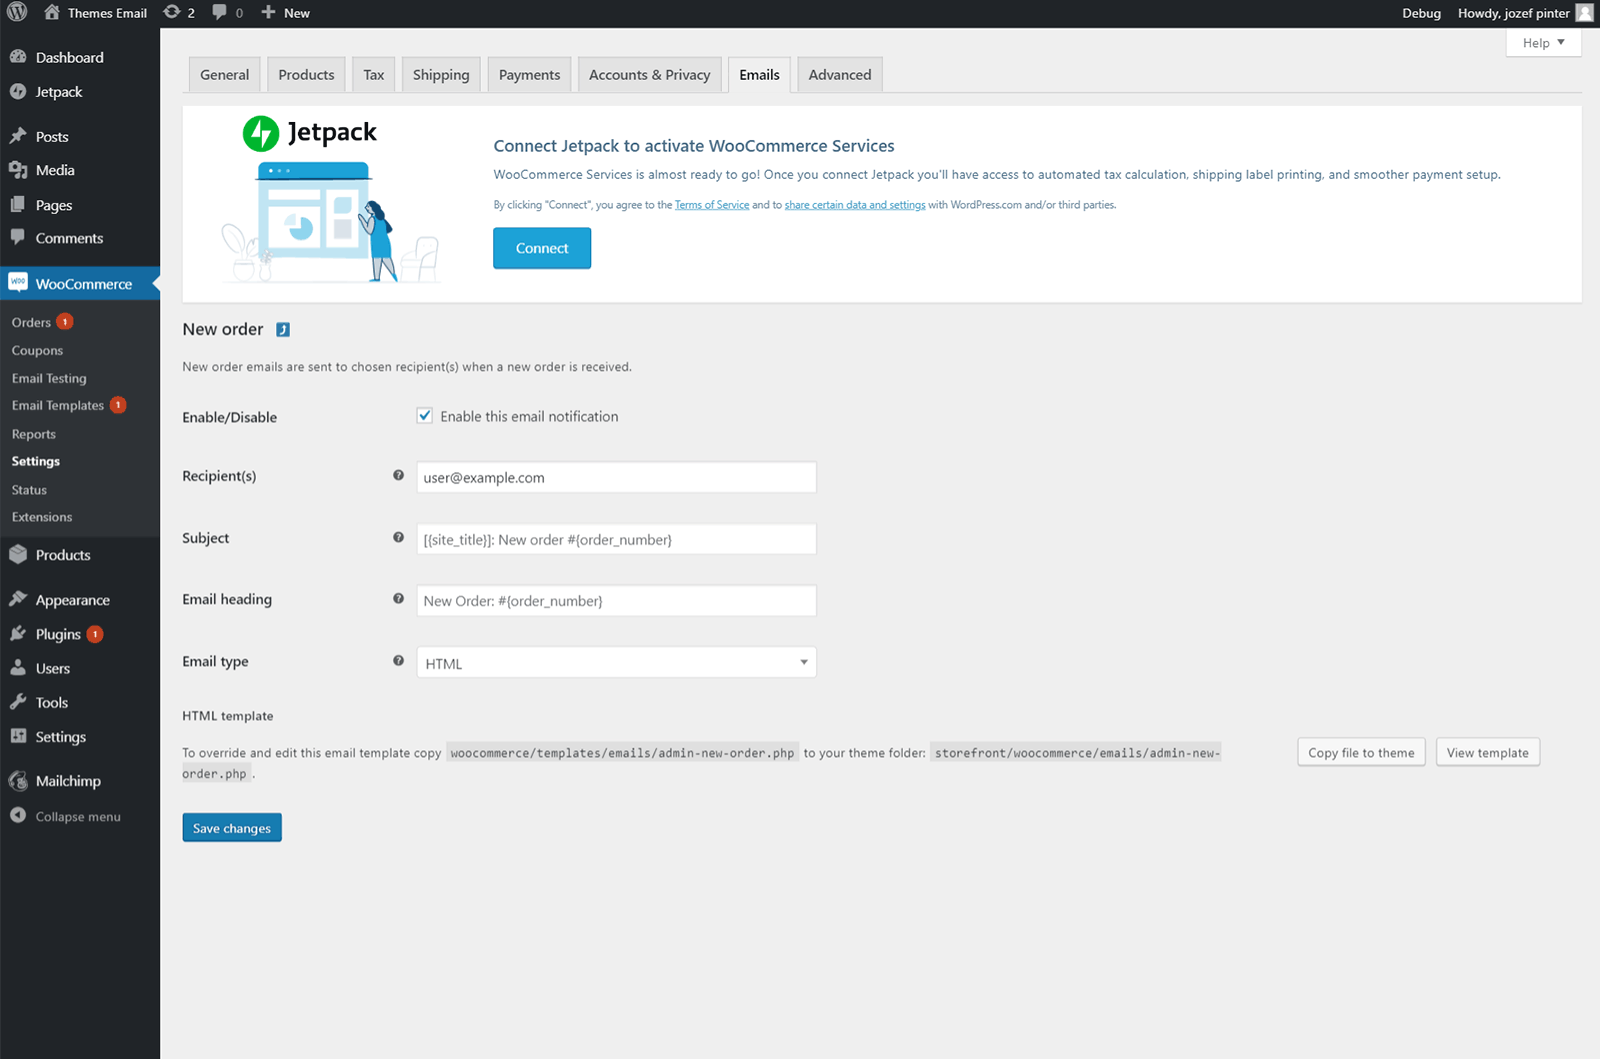 Themes Email 2 0 New Debug Howdy, jozef pinter
Help
Dashboard
Jetpack
Posts
Media
Pages
Comments
woo WooCommerce
Orders 1
Coupons
Email Testing
Email Templates 1
Reports
Settings
Status
Extensions
Products
Appearance
Plugins 1
Users
Tools
Settings
Mailchimp
Collapse menu
General Products Tax Shipping Payments Accounts & Privacy Emails Advanced
Jetpack
Connect Jetpack to activate WooCommerce Services
WooCommerce Services is almost ready to go! Once you connect Jetpack you'll have access to automated tax calculation, shipping label printing, and smoother payment setup.
By clicking "Connect", you agree to the Terms of Service and to share certain data and settings with WordPress.com and/or third parties.
Connect
New order
New order emails are sent to chosen recipient(s) when a new order is received.
Enable/Disable Enable this email notification
Recipient(s) ? user@example.com
Subject ? [{site_title}]: New order #{order_number}
Email heading ? New Order: #{order_number}
Email type ? HTML
HTML template
To override and edit this email template copy woocommerce/templates/emails/admin-new-order.php to your theme folder: storefront/woocommerce/emails/admin-new-
order.php .
Copy file to theme View template
Save changes